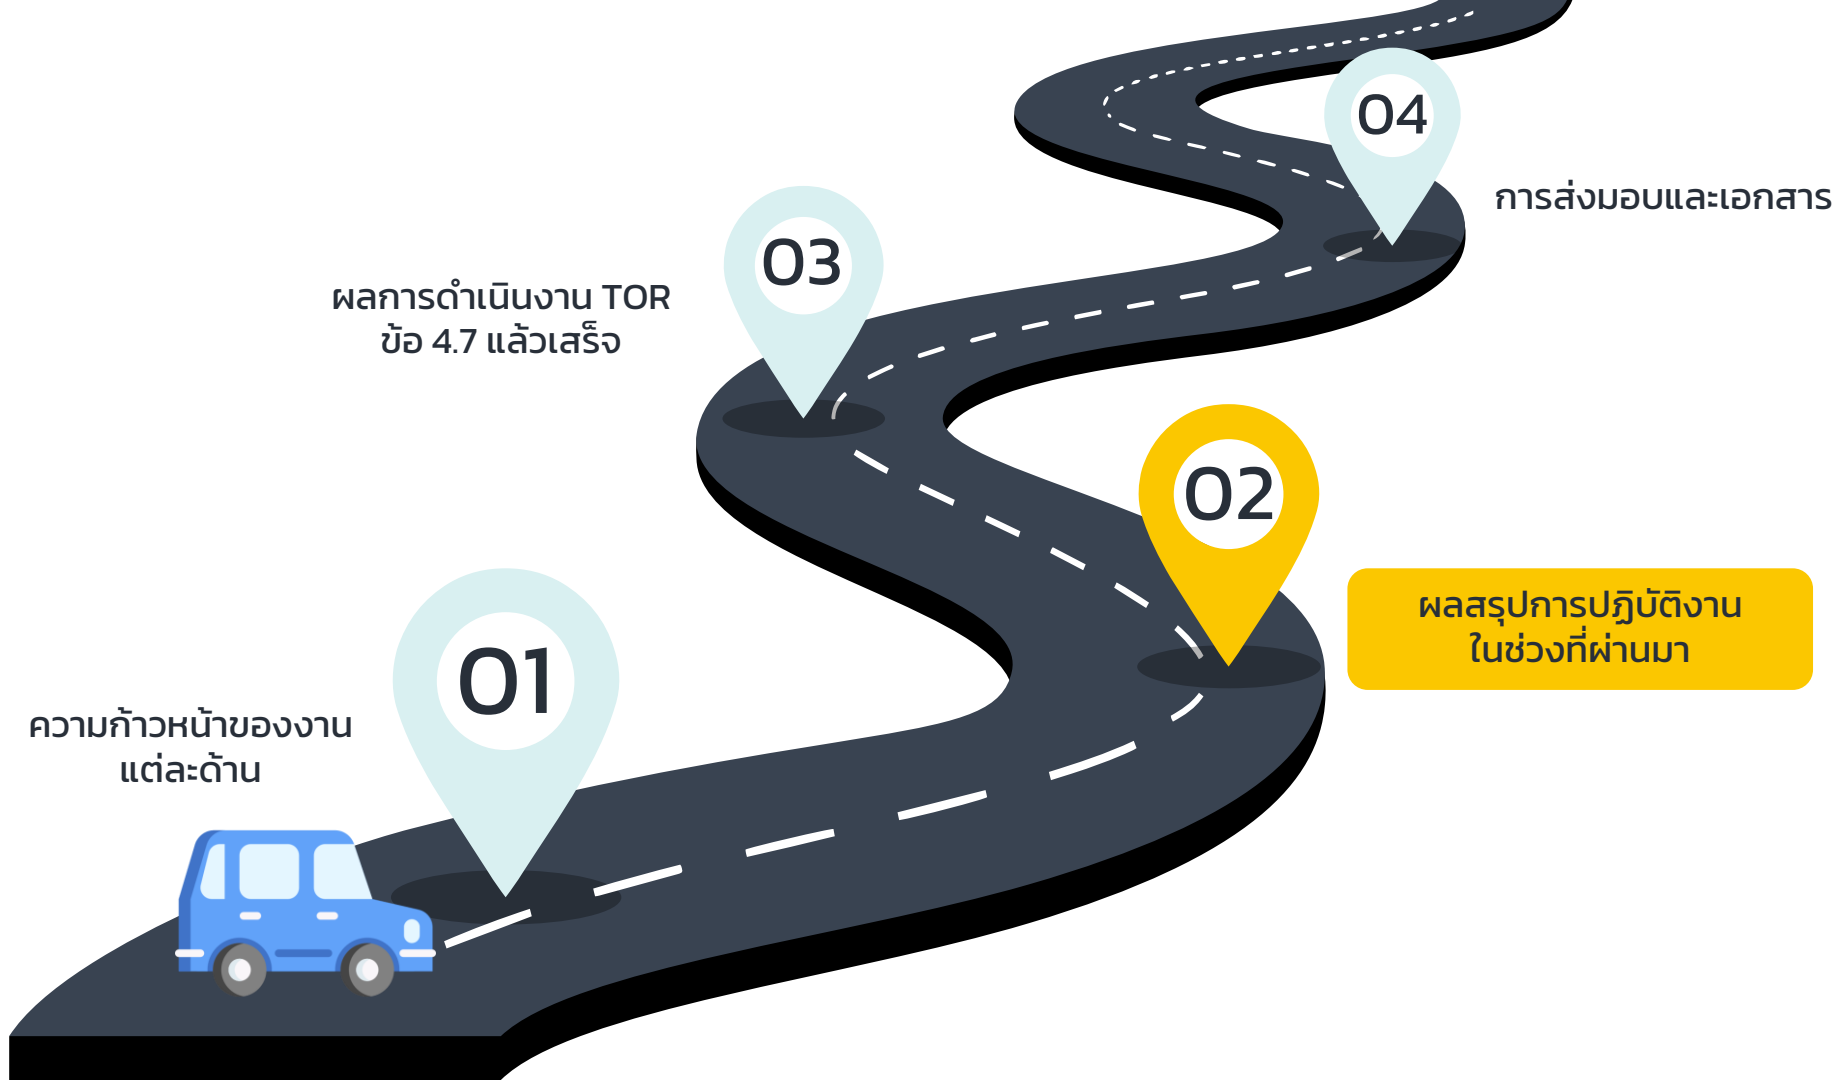 04
การส่งมอบและเอกสาร
03
ผลการดำเนินงาน TOR
ข้อ 4.7 แล้วเสร็จ
02
ผลสรุปการปฏิบัติงาน
ในช่วงที่ผ่านมา
01
ความก้าวหน้าของงาน
แต่ละด้าน